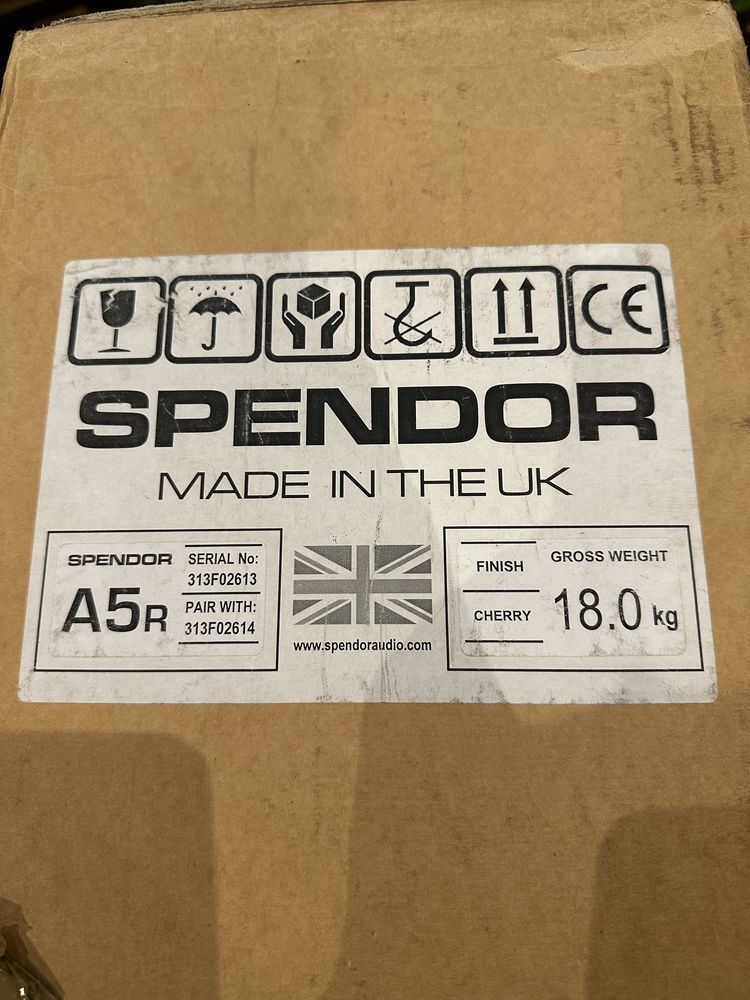 CE
SPENDOR
MADE IN THE UK
SPENDOR
A5R
SERIAL No:
313F02613
PAIR WITH:
313F02614
www.spendoraudio.com
FINISH
CHERRY
GROSS WEIGHT
18.0 kg